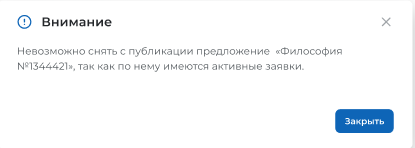 Внимание
Невозможно снять с публикации предложение «Философия
№1344421», так как по нему имеются активные заявки.
Закрыть